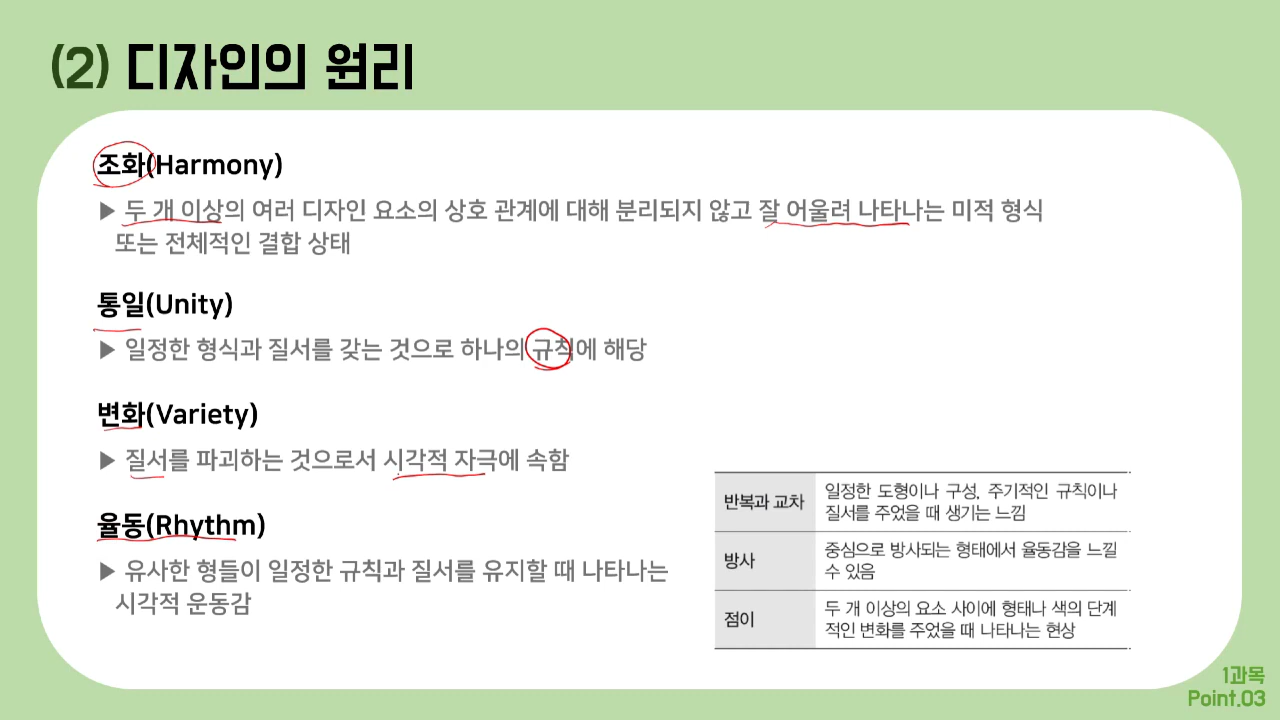 (2) 디자인의 원리
조화(Harmony)
▶ 두 개 이상의 여러 디자인 요소의 상호 관계에 대해 분리되지 않고 잘 어울려 나타나는 미적 형식
또는 전체적인 결합 상태
통일(Unity)
▶ 일정한 형식과 질서를 갖는 것으로 하나의 규칙에 해당
변화(Variety)
▶ 질서를 파괴하는 것으로서 시각적 자극에 속함
율동(Rhythm)
▶ 유사한 형들이 일정한 규칙과 질서를 유지할 때 나타나는
시각적 운동감
반복과 교차
일정한 도형이나 구성, 주기적인 규칙이나
질서를 주었을 때 생기는 느낌
방사
중심으로 방사되는 형태에서 율동감을 느낄
수 있음
점이
두 개 이상의 요소 사이에 형태나 색의 단계
적인 변화를 주었을 때 나타나는 현상
1과목
Point.03